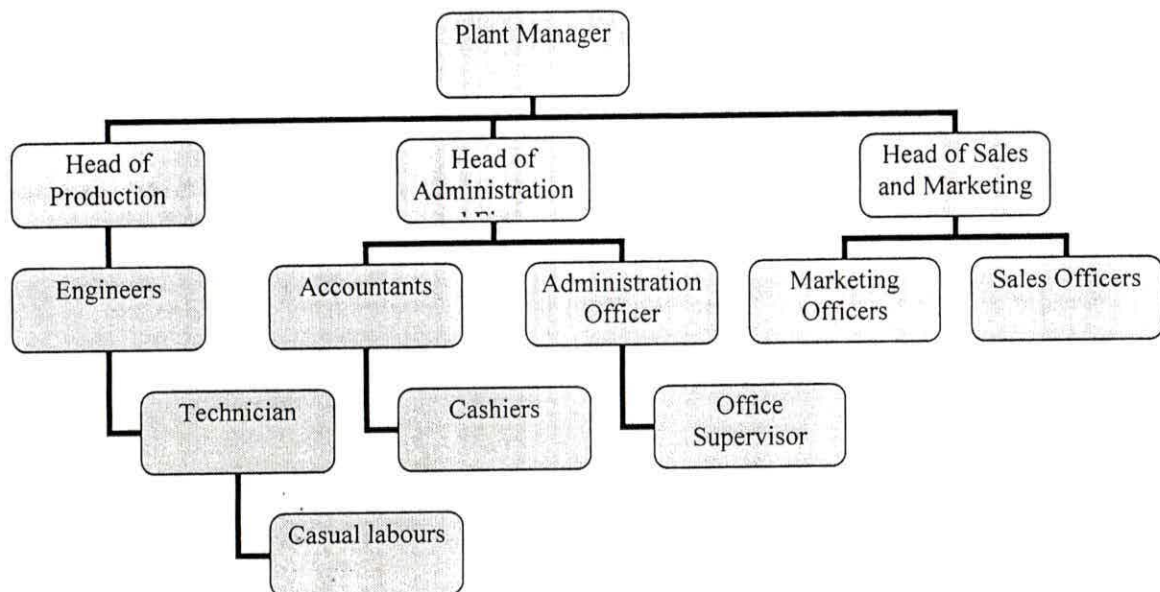 Plant Manager
Head of
Production
Head of
Administration
Head of Sales
and Marketing
Engineers
Accountants
Administration
Officer
Marketing
Officers
Sales Officers
Technician
Cashiers
Office
Supervisor
Casual labours